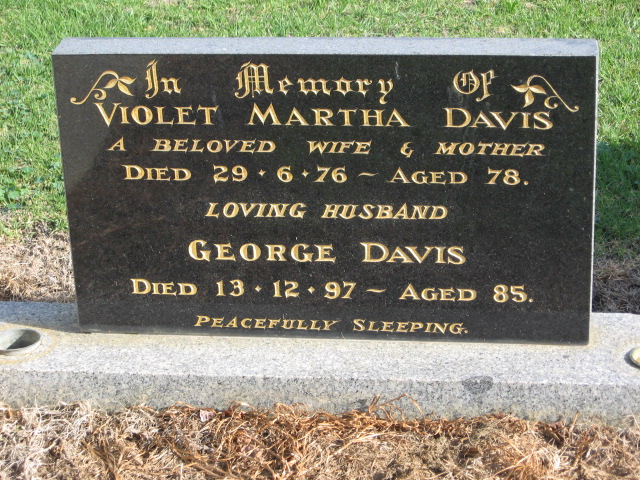 In Memory Of
VIOLET MARTHA DAVIS
A BELOVED WIFE & MOTHER
DIED 29 · 6 · 76 ~ AGED 78.
LOVING HUSBAND
GEORGE DAVIS
DIED 13 · 12 · 97 ~ AGED 85.
PEACEFULLY SLEEPING.